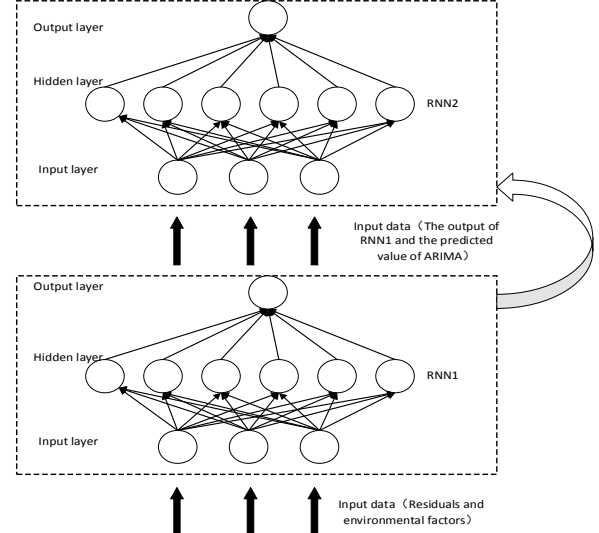 Output layer
Hidden layer
RNN2
Input layer
Input data（The output of
RNN1 and the predicted
value of ARIMA）
Output layer
Hidden layer
RNN1
Input layer
Input data（Residuals and
environmental factors）